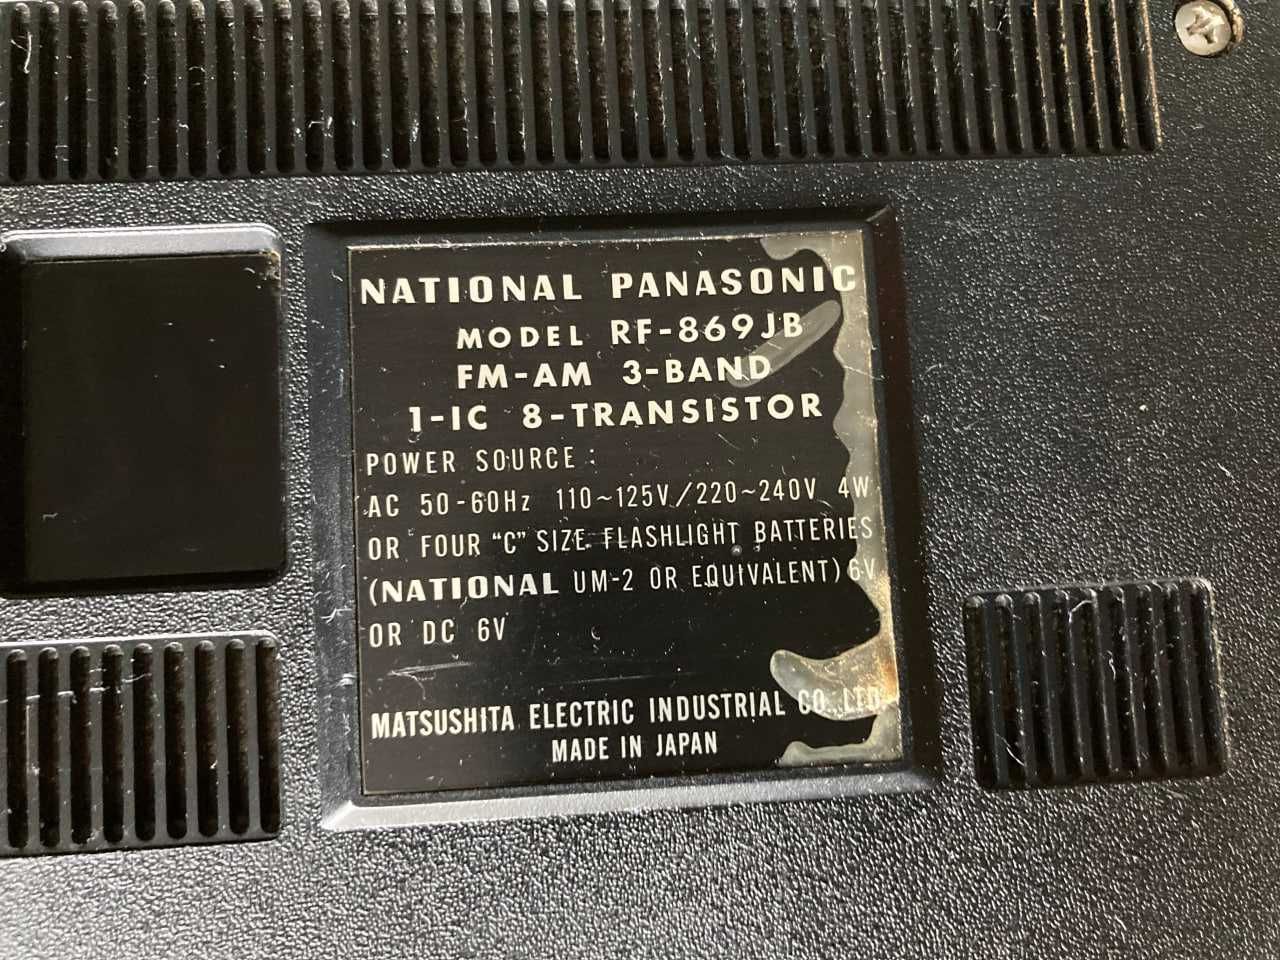 NATIONAL PANASONIC
MODEL RF-869JB
FM-AM 3-BAND
1-IC 8-TRANSISTOR
POWER SOURCE :
AC 50-60Hz 110~125V/220~240V 4W
OR FOUR "C" SIZE FLASHLIGHT BATTERIES
(NATIONAL UM-2 OR EQUIVALENT) 6V
OR DC 6V
MATSUSHITA ELECTRIC INDUSTRIAL CO., LTD.
MADE IN JAPAN